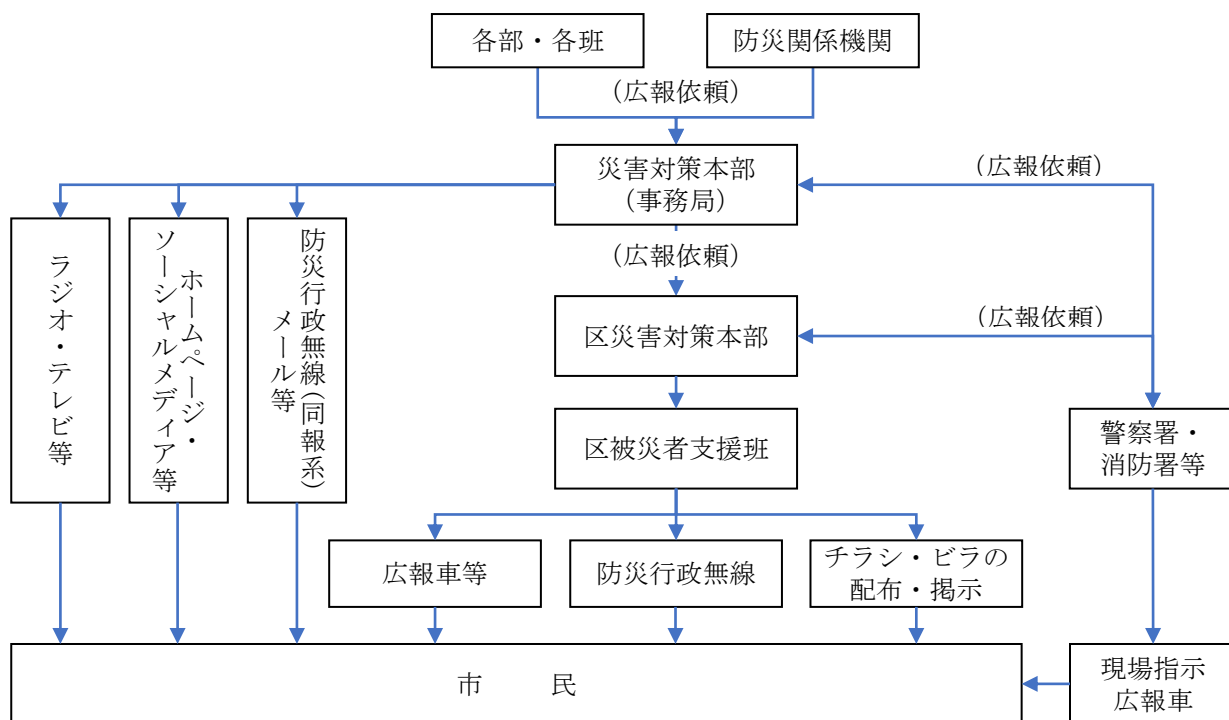 各部・各班
防災関係機関
（広報依頼）
災害対策本部
（事務局）
（広報依頼）
（広報依頼）
区災害対策本部
（広報依頼）
ラジオ・テレビ等
ホームページ・
ソーシャルメディア等
防災行政無線（同報系）
メール等
区被災者支援班
警察署・
消防署等
広報車等
防災行政無線
チラシ・ビラの
配布・掲示
市　　民
現場指示
広報車